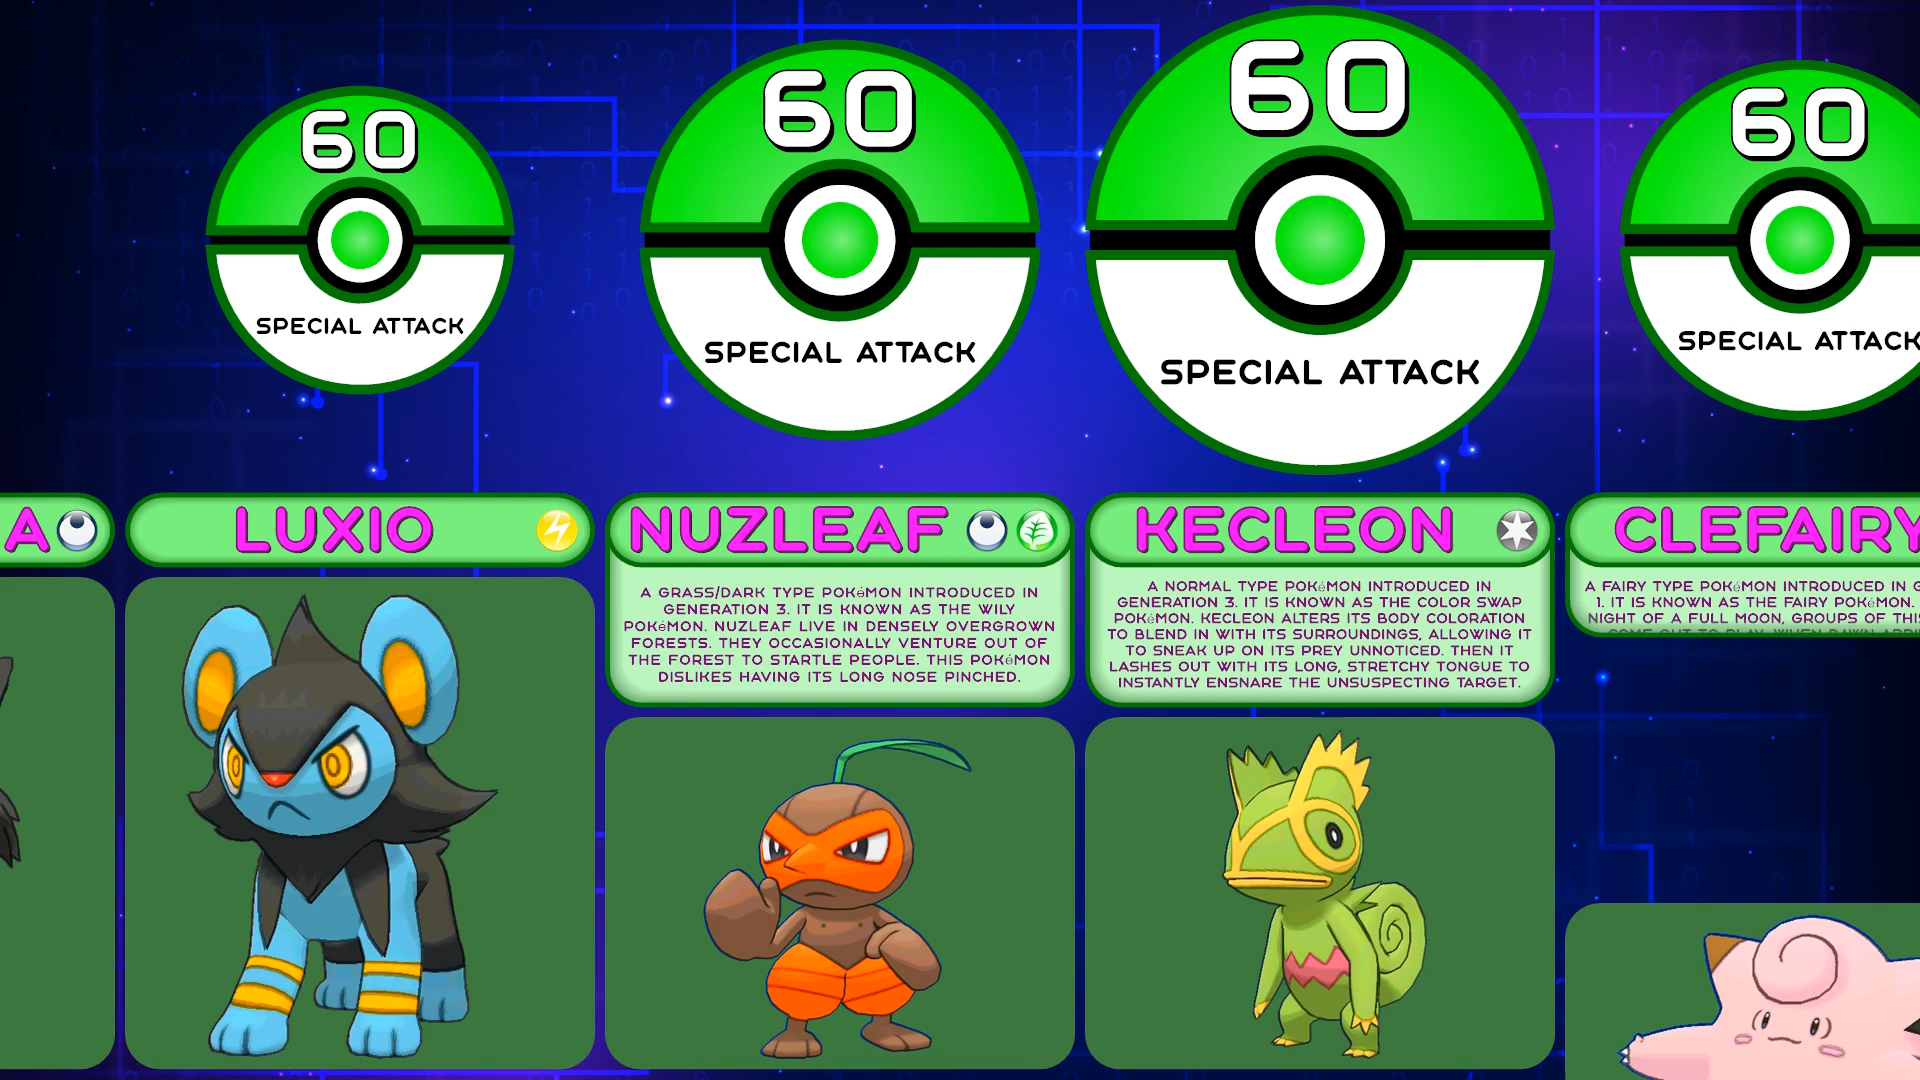 60
SPECIAL ATTACK
60
SPECIAL ATTACK
60
SPECIAL ATTACK
60
SPECIAL ATTACK
A
LUXIO
NUZLEAF
A GRASS/DARK TYPE POKéMON INTRODUCED IN
GENERATION 3. IT IS KNOWN AS THE WILY
POKéMON. NUZLEAF LIVE IN DENSELY OVERGROWN
FORESTS. THEY OCCASIONALLY VENTURE OUT OF
THE FOREST TO STARTLE PEOPLE. THIS POKéMON
DISLIKES HAVING ITS LONG NOSE PINCHED.
KECLEON
A NORMAL TYPE POKéMON INTRODUCED IN
GENERATION 3. IT IS KNOWN AS THE COLOR SWAP
POKéMON. KECLEON ALTERS ITS BODY COLORATION
TO BLEND IN WITH ITS SURROUNDINGS, ALLOWING IT
TO SNEAK UP ON ITS PREY UNNOTICED. THEN IT
LASHES OUT WITH ITS LONG, STRETCHY TONGUE TO
INSTANTLY ENSNARE THE UNSUSPECTING TARGET.
CLEFAIRY
A FAIRY TYPE POKéMON INTRODUCED IN G
1. IT IS KNOWN AS THE FAIRY POKéMON.
NIGHT OF A FULL MOON, GROUPS OF THIS